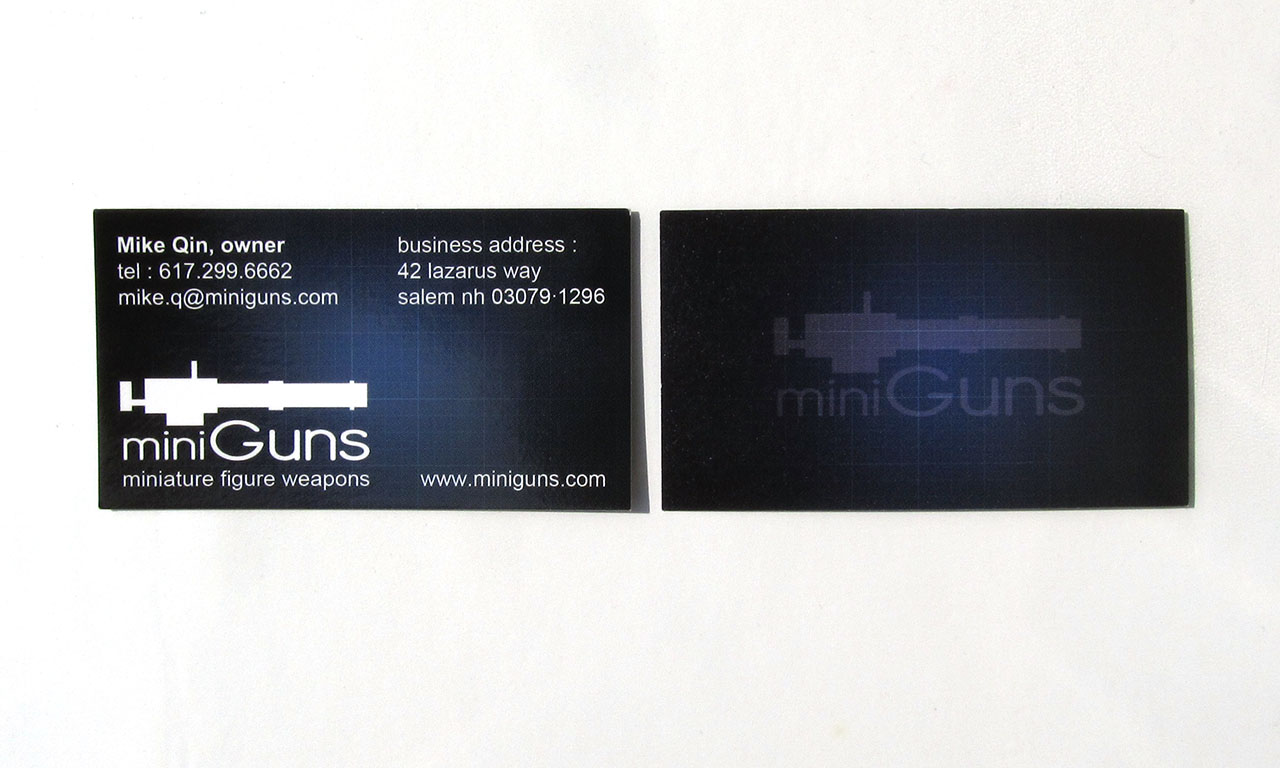 Mike Qin, owner
tel : 617.299.6662
mike.q@miniguns.com
business address :
42 lazarus way
salem nh 03079·1296
miniGuns
miniature figure weapons
www.miniguns.com
miniGuns